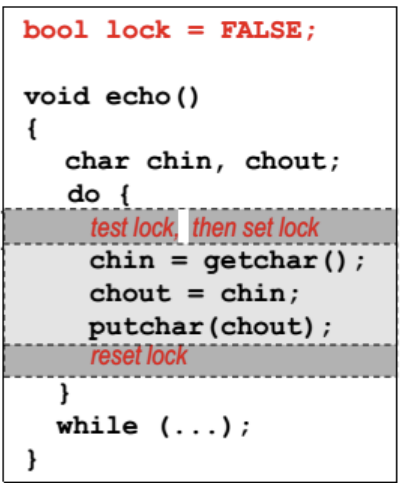 bool lock = FALSE;
void echo()
{
char chin, chout;
do {
test lock, then set lock
chin = getchar();
chout = chin;
putchar(chout);
reset lock
}
while (...);
}